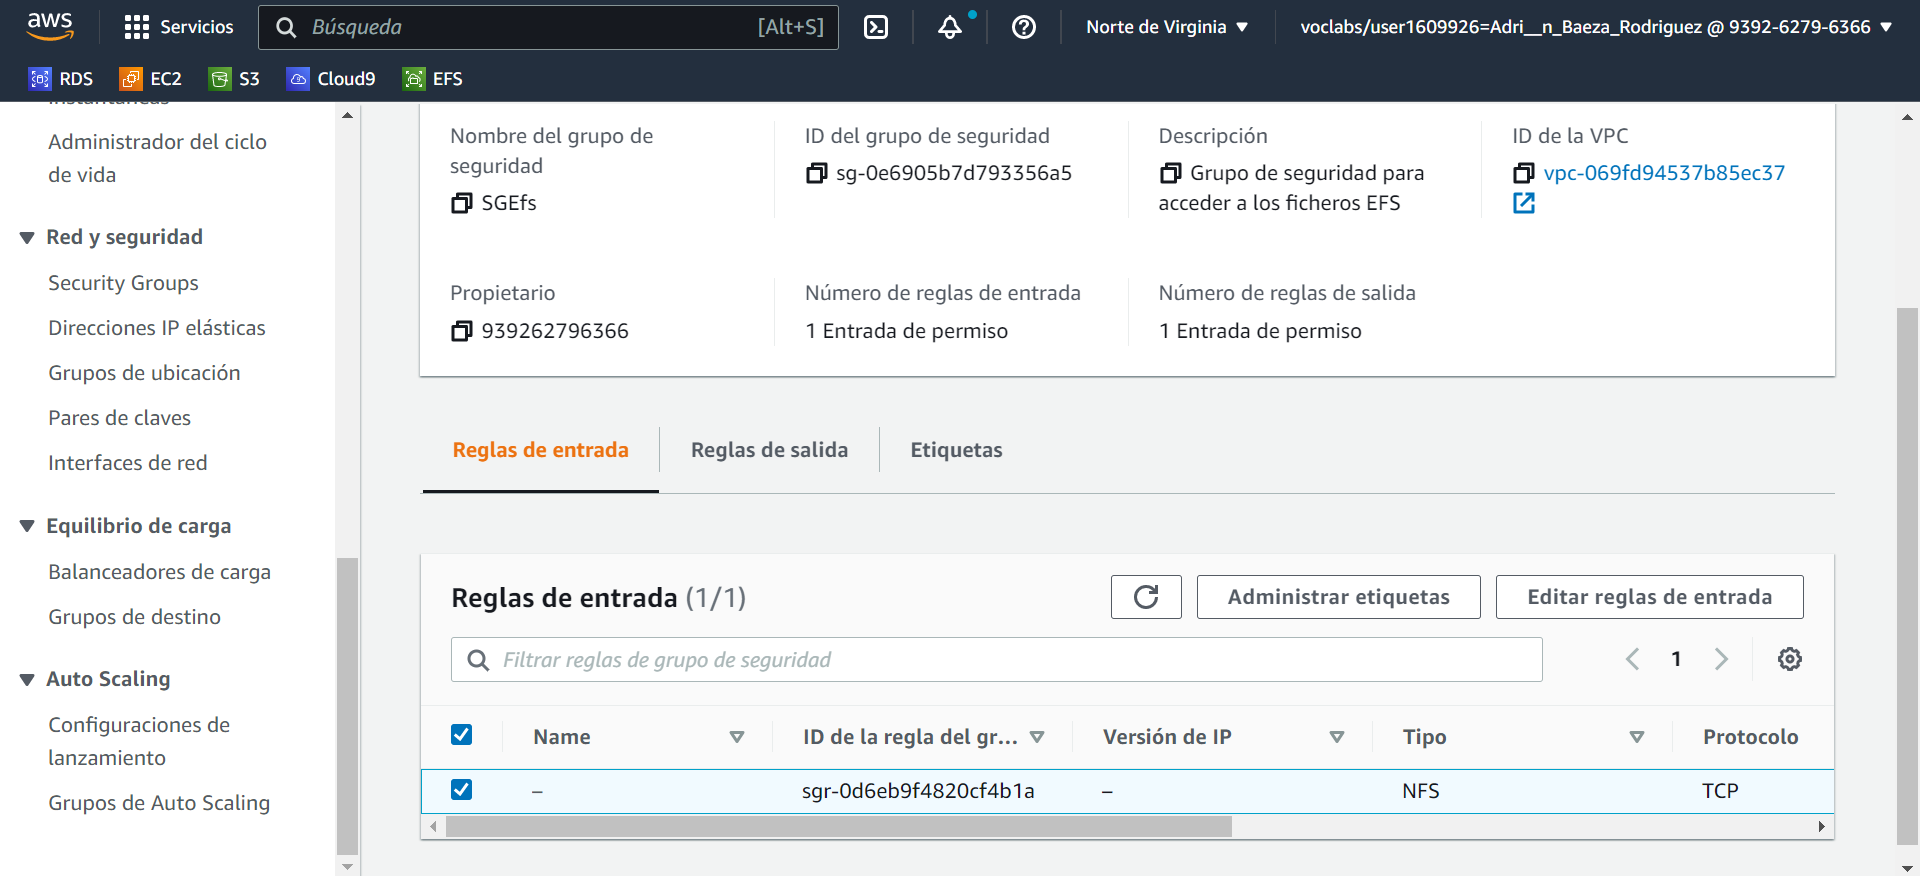 aws
Servicios
Búsqueda
[Alt+S]
Norte de Virginia
voclabs/user1609926=Adri__n_Baeza_Rodriguez @ 9392-6279-6366
RDS
EC2
S3
Cloud9
EFS
Instantáneas
Administrador del ciclo
de vida
Red y seguridad
Security Groups
Direcciones IP elásticas
Grupos de ubicación
Pares de claves
Interfaces de red
Equilibrio de carga
Balanceadores de carga
Grupos de destino
Auto Scaling
Configuraciones de
lanzamiento
Grupos de Auto Scaling
Nombre del grupo de
seguridad
SGEfs
ID del grupo de seguridad
sg-0e6905b7d793356a5
Descripción
Grupo de seguridad para
acceder a los ficheros EFS
ID de la VPC
vpc-069fd94537b85ec37
Propietario
939262796366
Número de reglas de entrada
1 Entrada de permiso
Número de reglas de salida
1 Entrada de permiso
Reglas de entrada
Reglas de salida
Etiquetas
Reglas de entrada (1/1)
Administrar etiquetas
Editar reglas de entrada
Filtrar reglas de grupo de seguridad
1
Name
ID de la regla del gr...
Versión de IP
Tipo
Protocolo
–
sgr-0d6eb9f4820cf4b1a
–
NFS
TCP